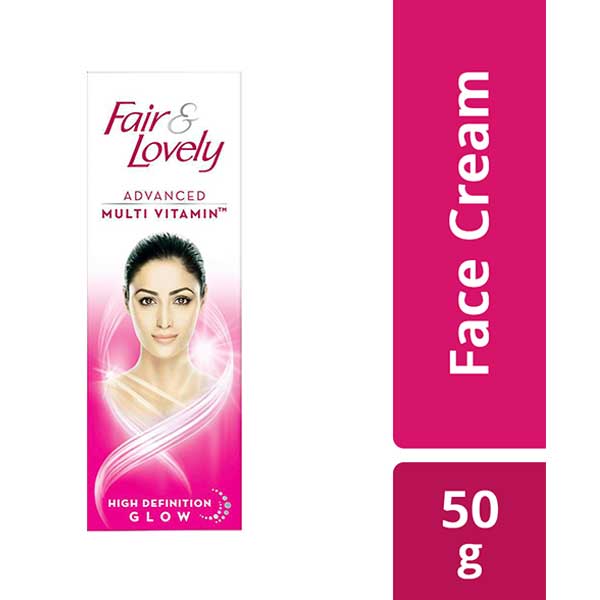 Fair &
Lovely
ADVANCED
MULTI VITAMIN™
HIGH DEFINITION
GLOW
Face Cream
50
g